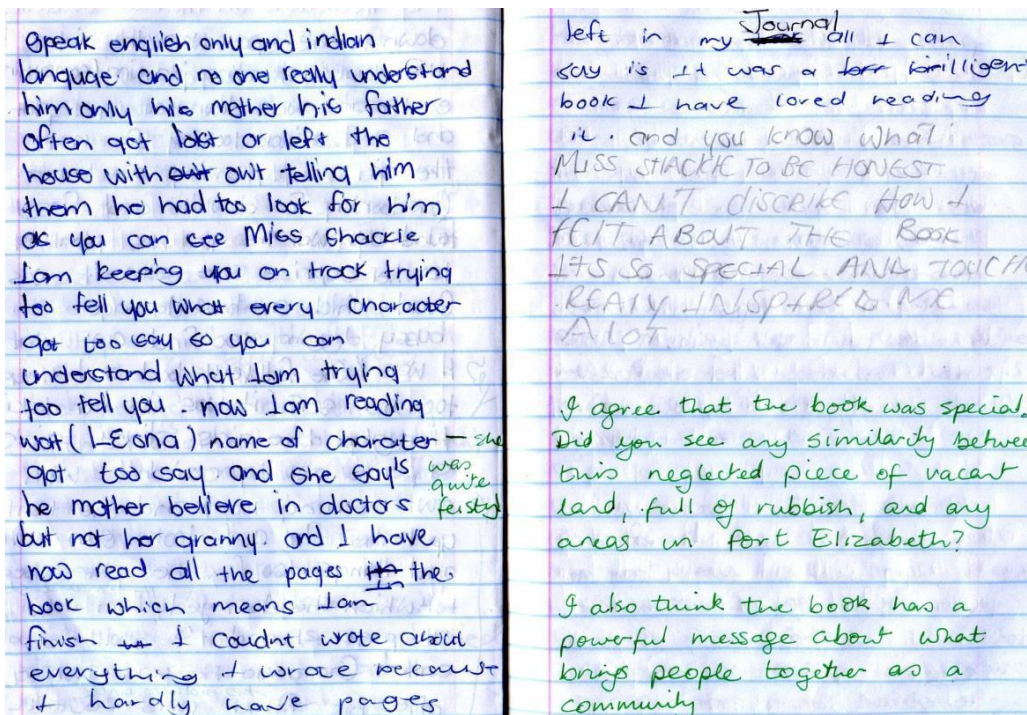 Speak english only and indian
language and no one really understand
him only his mother his father
often got lost or left the
house with out owt telling him
them he had too look for him
as you can see Miss Shackie
Iam keeping you on track trying
too tell you what every character
got too say so you can
understand what Iam trying
too tell you. now Iam reading
wat (LEona) name of charater — she was quite feisty!
got too say and she say's
he mother believe in doctors
but not her granny. and I have
now read all the pages in the
book which means Iam
finish I coudnt wrote about
everything I wrote because
I hardly have pages
left in my Journal all I can
say is It was a brilligen
book I have loved reading
it. and you know what!
MISS SHACKIE TO BE HONEST
I CAN'T DISCRIKE HOW I
fElT ABOUT THE BOOK
ITS SO SPECIAL AND TOUCH
REALY INSPIRED ME
A LOT.
I agree that the book was special.
Did you see any similarity betwee
this neglected piece of vacant
land, full of rubbish, and any
areas in Port Elizabeth?
I also think the book has a
powerful message about what
brings people together as a
community